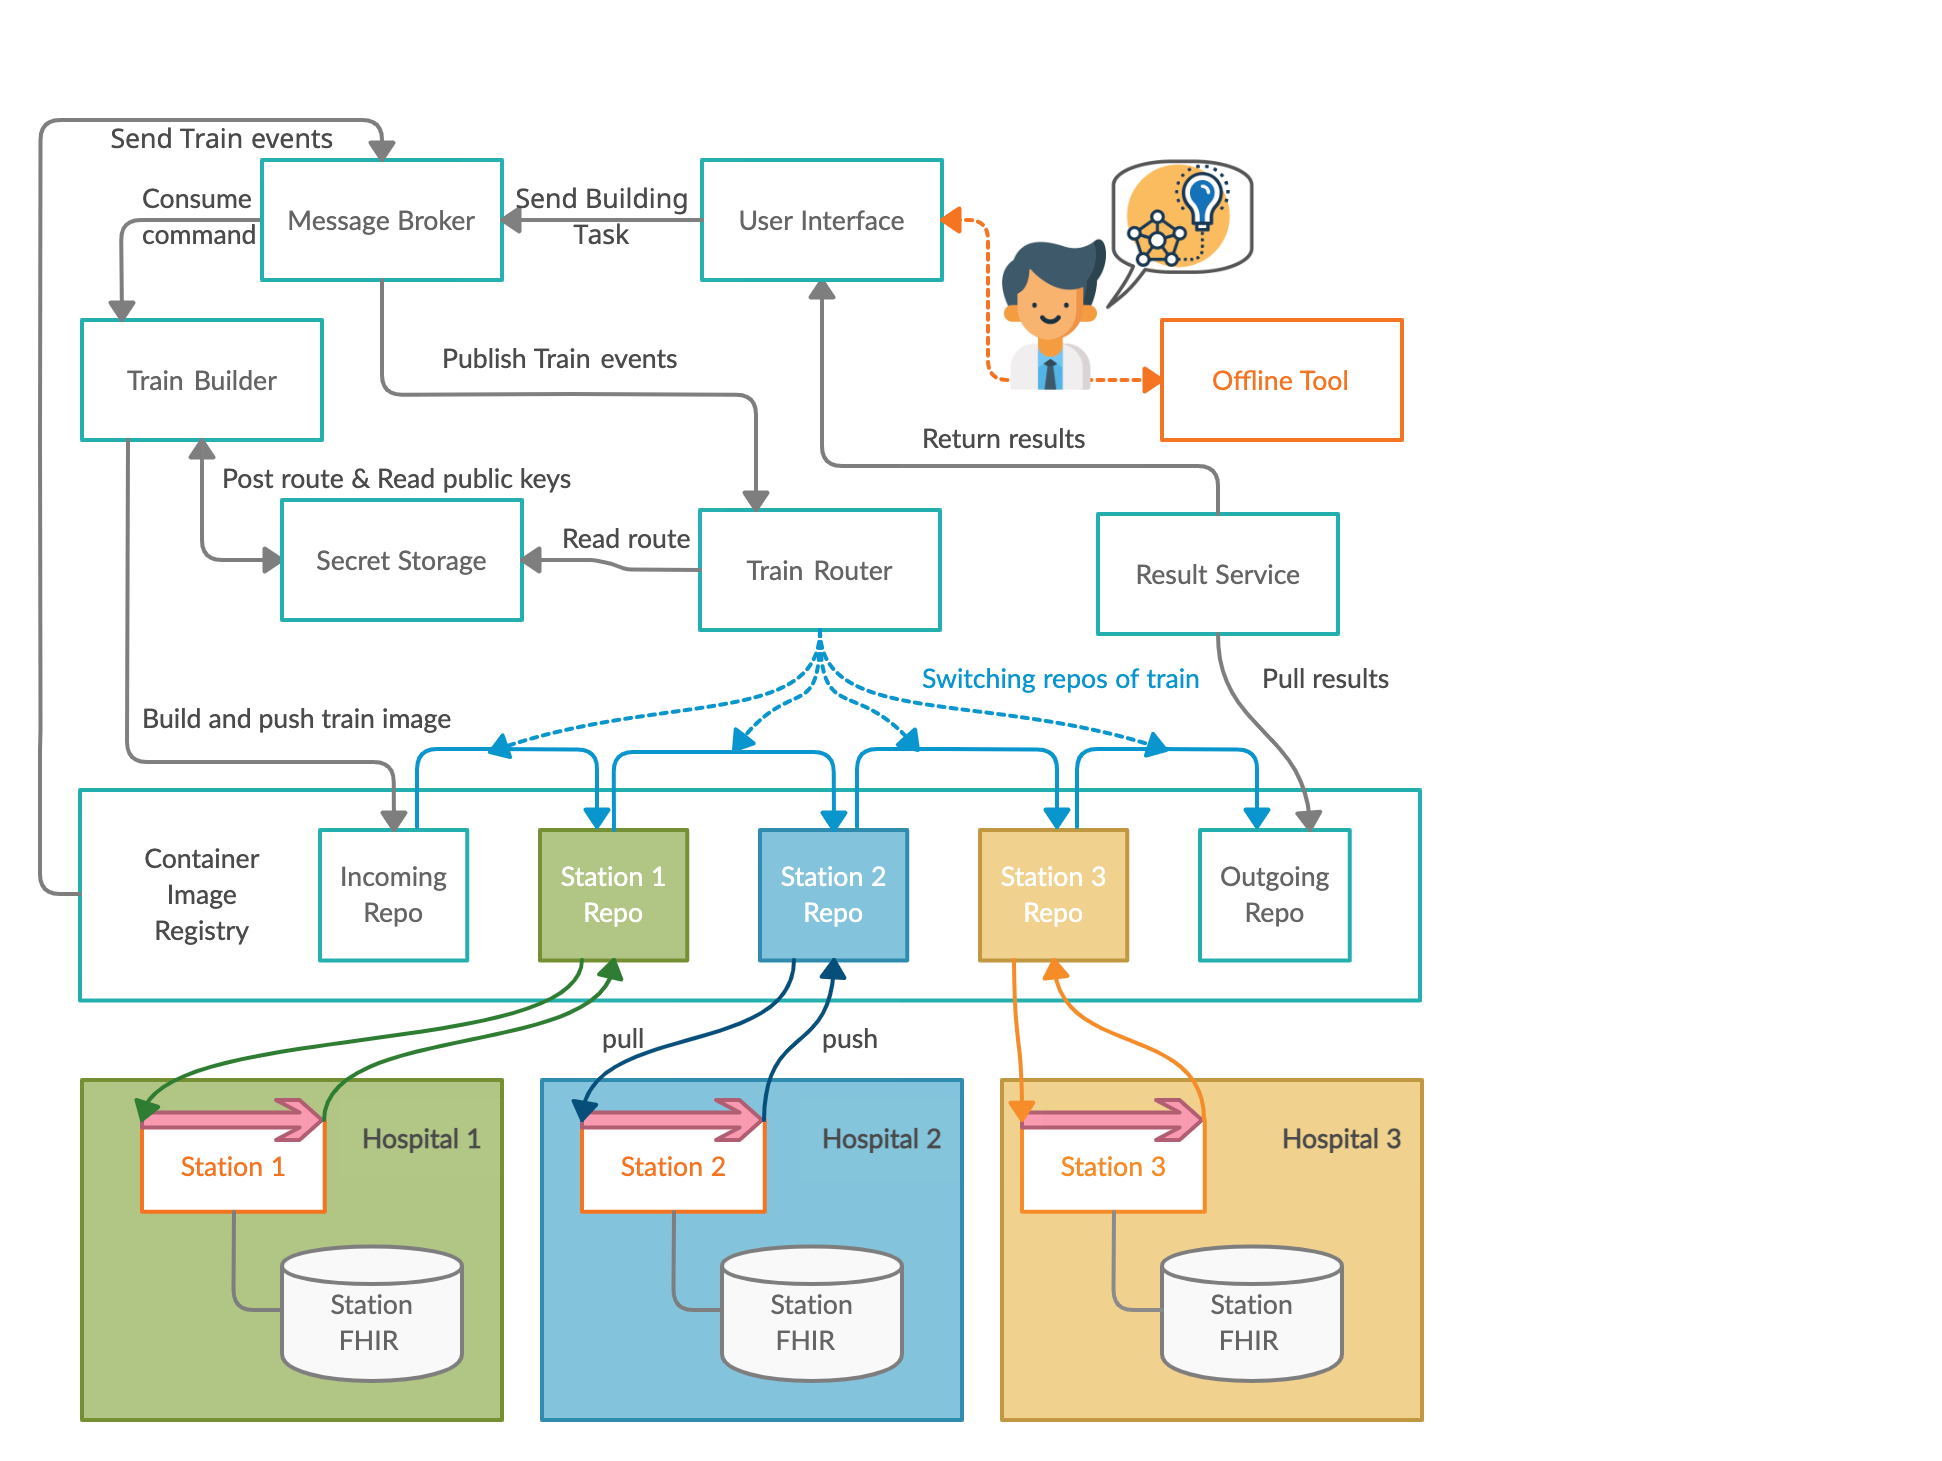 Send Train events
Consume
command
Message Broker
Send Building
Task
User Interface
Train Builder
Publish Train events
Offline Tool
Return results
Post route & Read public keys
Secret Storage
Read route
Train Router
Result Service
Switching repos of train
Pull results
Build and push train image
Container
Image
Registry
Incoming
Repo
Station 1
Repo
Station 2
Repo
Station 3
Repo
Outgoing
Repo
pull
push
Hospital 1
Station 1
Hospital 2
Station 2
Hospital 3
Station 3
Station
FHIR
Station
FHIR
Station
FHIR